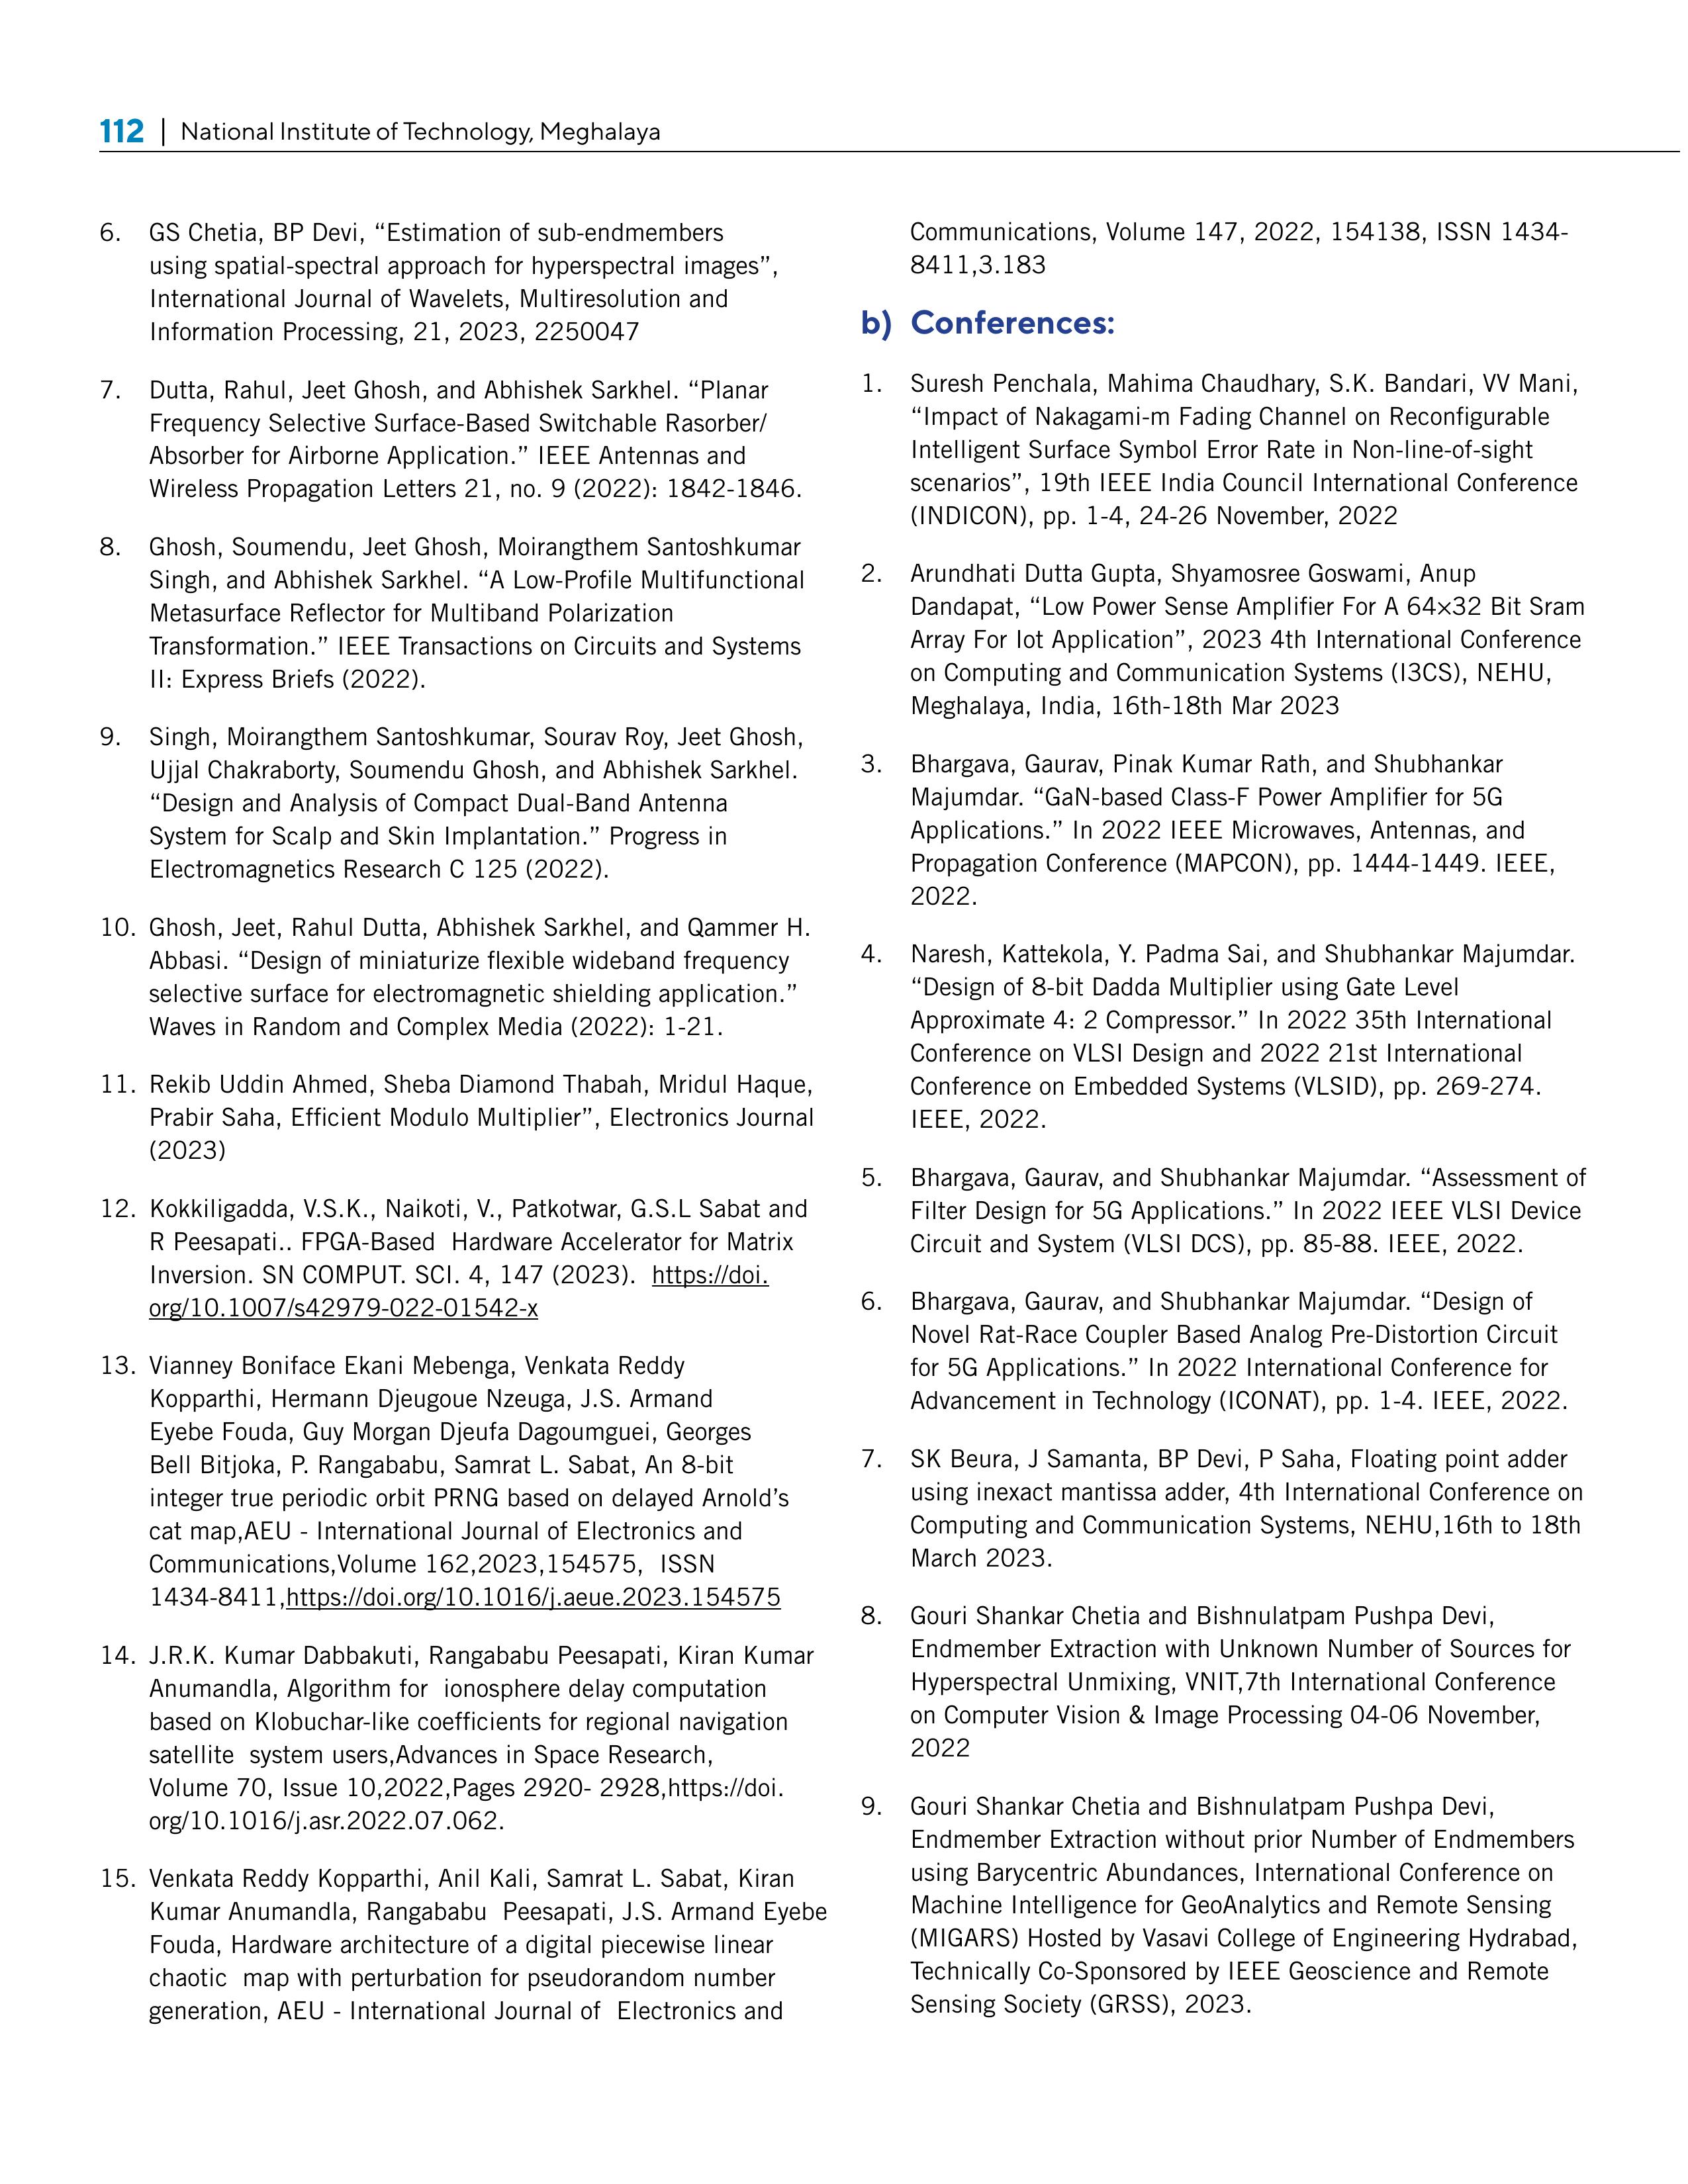 112 | National Institute of Technology, Meghalaya
6. GS Chetia, BP Devi, “Estimation of sub-endmembers
using spatial-spectral approach for hyperspectral images”,
International Journal of Wavelets, Multiresolution and
Information Processing, 21, 2023, 2250047
7. Dutta, Rahul, Jeet Ghosh, and Abhishek Sarkhel. “Planar
Frequency Selective Surface-Based Switchable Rasorber/
Absorber for Airborne Application.” IEEE Antennas and
Wireless Propagation Letters 21, no. 9 (2022): 1842-1846.
8. Ghosh, Soumendu, Jeet Ghosh, Moirangthem Santoshkumar
Singh, and Abhishek Sarkhel. “A Low-Profile Multifunctional
Metasurface Reflector for Multiband Polarization
Transformation.” IEEE Transactions on Circuits and Systems
II: Express Briefs (2022).
9. Singh, Moirangthem Santoshkumar, Sourav Roy, Jeet Ghosh,
Ujjal Chakraborty, Soumendu Ghosh, and Abhishek Sarkhel.
“Design and Analysis of Compact Dual-Band Antenna
System for Scalp and Skin Implantation.” Progress in
Electromagnetics Research C 125 (2022).
10. Ghosh, Jeet, Rahul Dutta, Abhishek Sarkhel, and Qammer H.
Abbasi. “Design of miniaturize flexible wideband frequency
selective surface for electromagnetic shielding application.”
Waves in Random and Complex Media (2022): 1-21.
11. Rekib Uddin Ahmed, Sheba Diamond Thabah, Mridul Haque,
Prabir Saha, Efficient Modulo Multiplier”, Electronics Journal
(2023)
12. Kokkiligadda, V.S.K., Naikoti, V., Patkotwar, G.S.L Sabat and
R Peesapati.. FPGA-Based Hardware Accelerator for Matrix
Inversion. SN COMPUT. SCI. 4, 147 (2023). https://doi.
org/10.1007/s42979-022-01542-x
13. Vianney Boniface Ekani Mebenga, Venkata Reddy
Kopparthi, Hermann Djeugoue Nzeuga, J.S. Armand
Eyebe Fouda, Guy Morgan Djeufa Dagoumguei, Georges
Bell Bitjoka, P. Rangababu, Samrat L. Sabat, An 8-bit
integer true periodic orbit PRNG based on delayed Arnold’s
cat map,AEU - International Journal of Electronics and
Communications,Volume 162,2023,154575, ISSN
1434-8411,https://doi.org/10.1016/j.aeue.2023.154575
14. J.R.K. Kumar Dabbakuti, Rangababu Peesapati, Kiran Kumar
Anumandla, Algorithm for ionosphere delay computation
based on Klobuchar-like coefficients for regional navigation
satellite system users,Advances in Space Research,
Volume 70, Issue 10,2022,Pages 2920- 2928,https://doi.
org/10.1016/j.asr.2022.07.062.
15. Venkata Reddy Kopparthi, Anil Kali, Samrat L. Sabat, Kiran
Kumar Anumandla, Rangababu Peesapati, J.S. Armand Eyebe
Fouda, Hardware architecture of a digital piecewise linear
chaotic map with perturbation for pseudorandom number
generation, AEU - International Journal of Electronics and
Communications, Volume 147, 2022, 154138, ISSN 1434-
8411,3.183
b) Conferences:
1. Suresh Penchala, Mahima Chaudhary, S.K. Bandari, VV Mani,
“Impact of Nakagami-m Fading Channel on Reconfigurable
Intelligent Surface Symbol Error Rate in Non-line-of-sight
scenarios”, 19th IEEE India Council International Conference
(INDICON), pp. 1-4, 24-26 November, 2022
2. Arundhati Dutta Gupta, Shyamosree Goswami, Anup
Dandapat, “Low Power Sense Amplifier For A 64×32 Bit Sram
Array For Iot Application”, 2023 4th International Conference
on Computing and Communication Systems (I3CS), NEHU,
Meghalaya, India, 16th-18th Mar 2023
3. Bhargava, Gaurav, Pinak Kumar Rath, and Shubhankar
Majumdar. “GaN-based Class-F Power Amplifier for 5G
Applications.” In 2022 IEEE Microwaves, Antennas, and
Propagation Conference (MAPCON), pp. 1444-1449. IEEE,
2022.
4. Naresh, Kattekola, Y. Padma Sai, and Shubhankar Majumdar.
“Design of 8-bit Dadda Multiplier using Gate Level
Approximate 4: 2 Compressor.” In 2022 35th International
Conference on VLSI Design and 2022 21st International
Conference on Embedded Systems (VLSID), pp. 269-274.
IEEE, 2022.
5. Bhargava, Gaurav, and Shubhankar Majumdar. “Assessment of
Filter Design for 5G Applications.” In 2022 IEEE VLSI Device
Circuit and System (VLSI DCS), pp. 85-88. IEEE, 2022.
6. Bhargava, Gaurav, and Shubhankar Majumdar. “Design of
Novel Rat-Race Coupler Based Analog Pre-Distortion Circuit
for 5G Applications.” In 2022 International Conference for
Advancement in Technology (ICONAT), pp. 1-4. IEEE, 2022.
7. SK Beura, J Samanta, BP Devi, P Saha, Floating point adder
using inexact mantissa adder, 4th International Conference on
Computing and Communication Systems, NEHU,16th to 18th
March 2023.
8. Gouri Shankar Chetia and Bishnulatpam Pushpa Devi,
Endmember Extraction with Unknown Number of Sources for
Hyperspectral Unmixing, VNIT,7th International Conference
on Computer Vision & Image Processing 04-06 November,
2022
9. Gouri Shankar Chetia and Bishnulatpam Pushpa Devi,
Endmember Extraction without prior Number of Endmembers
using Barycentric Abundances, International Conference on
Machine Intelligence for GeoAnalytics and Remote Sensing
(MIGARS) Hosted by Vasavi College of Engineering Hydrabad,
Technically Co-Sponsored by IEEE Geoscience and Remote
Sensing Society (GRSS), 2023.